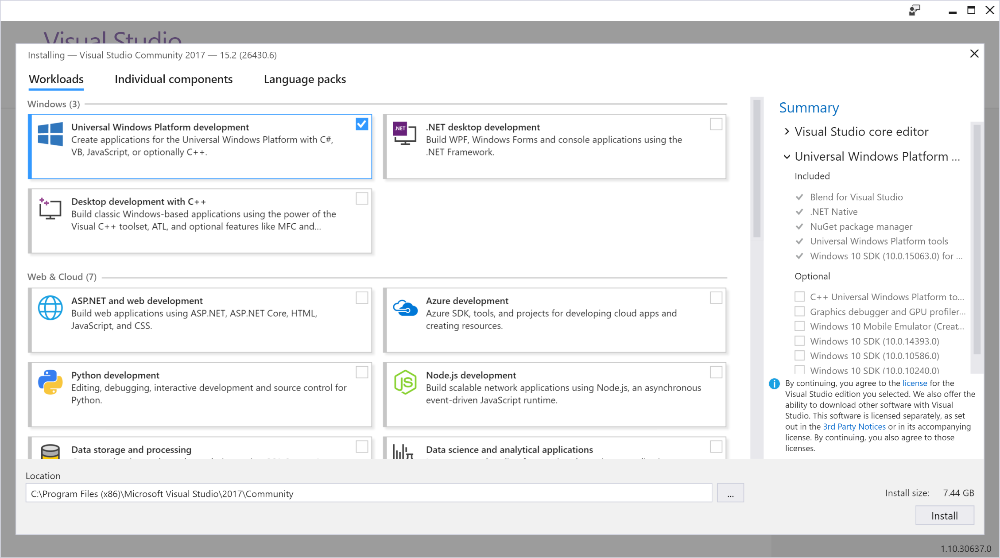 Visual Studio
Installing — Visual Studio Community 2017 — 15.2 (26430.6)
Workloads
Individual components
Language packs
Windows (3)
Universal Windows Platform development
Create applications for the Universal Windows Platform with C#,
VB, JavaScript, or optionally C++.
.NET
.NET desktop development
Build WPF, Windows Forms and console applications using the
.NET Framework.
Desktop development with C++
Build classic Windows-based applications using the power of the
Visual C++ toolset, ATL, and optional features like MFC and...
Web & Cloud (7)
ASP.NET and web development
Build web applications using ASP.NET, ASP.NET Core, HTML,
JavaScript, and CSS.
Azure development
Azure SDK, tools, and projects for developing cloud apps and
creating resources.
Python development
Editing, debugging, interactive development and source control for
Python.
JS
Node.js development
Build scalable network applications using Node.js, an asynchronous
event-driven JavaScript runtime.
Data storage and processing
Data science and analytical applications
Summary
Visual Studio core editor
Universal Windows Platform ...
Included
Blend for Visual Studio
.NET Native
NuGet package manager
Universal Windows Platform tools
Windows 10 SDK (10.0.15063.0) for ...
Optional
C++ Universal Windows Platform to...
Graphics debugger and GPU profiler...
Windows 10 Mobile Emulator (Creat...
Windows 10 SDK (10.0.14393.0)
Windows 10 SDK (10.0.10586.0)
Windows 10 SDK (10.0.10240.0)
By continuing, you agree to the license for the
Visual Studio edition you selected. We also offer the
ability to download other software with Visual
Studio. This software is licensed separately, as set
out in the 3rd Party Notices or in its accompanying
license. By continuing, you also agree to those
licenses.
Location
C:\Program Files (x86)\Microsoft Visual Studio\2017\Community
...
Install size: 7.44 GB
Install
1.10.30637.0